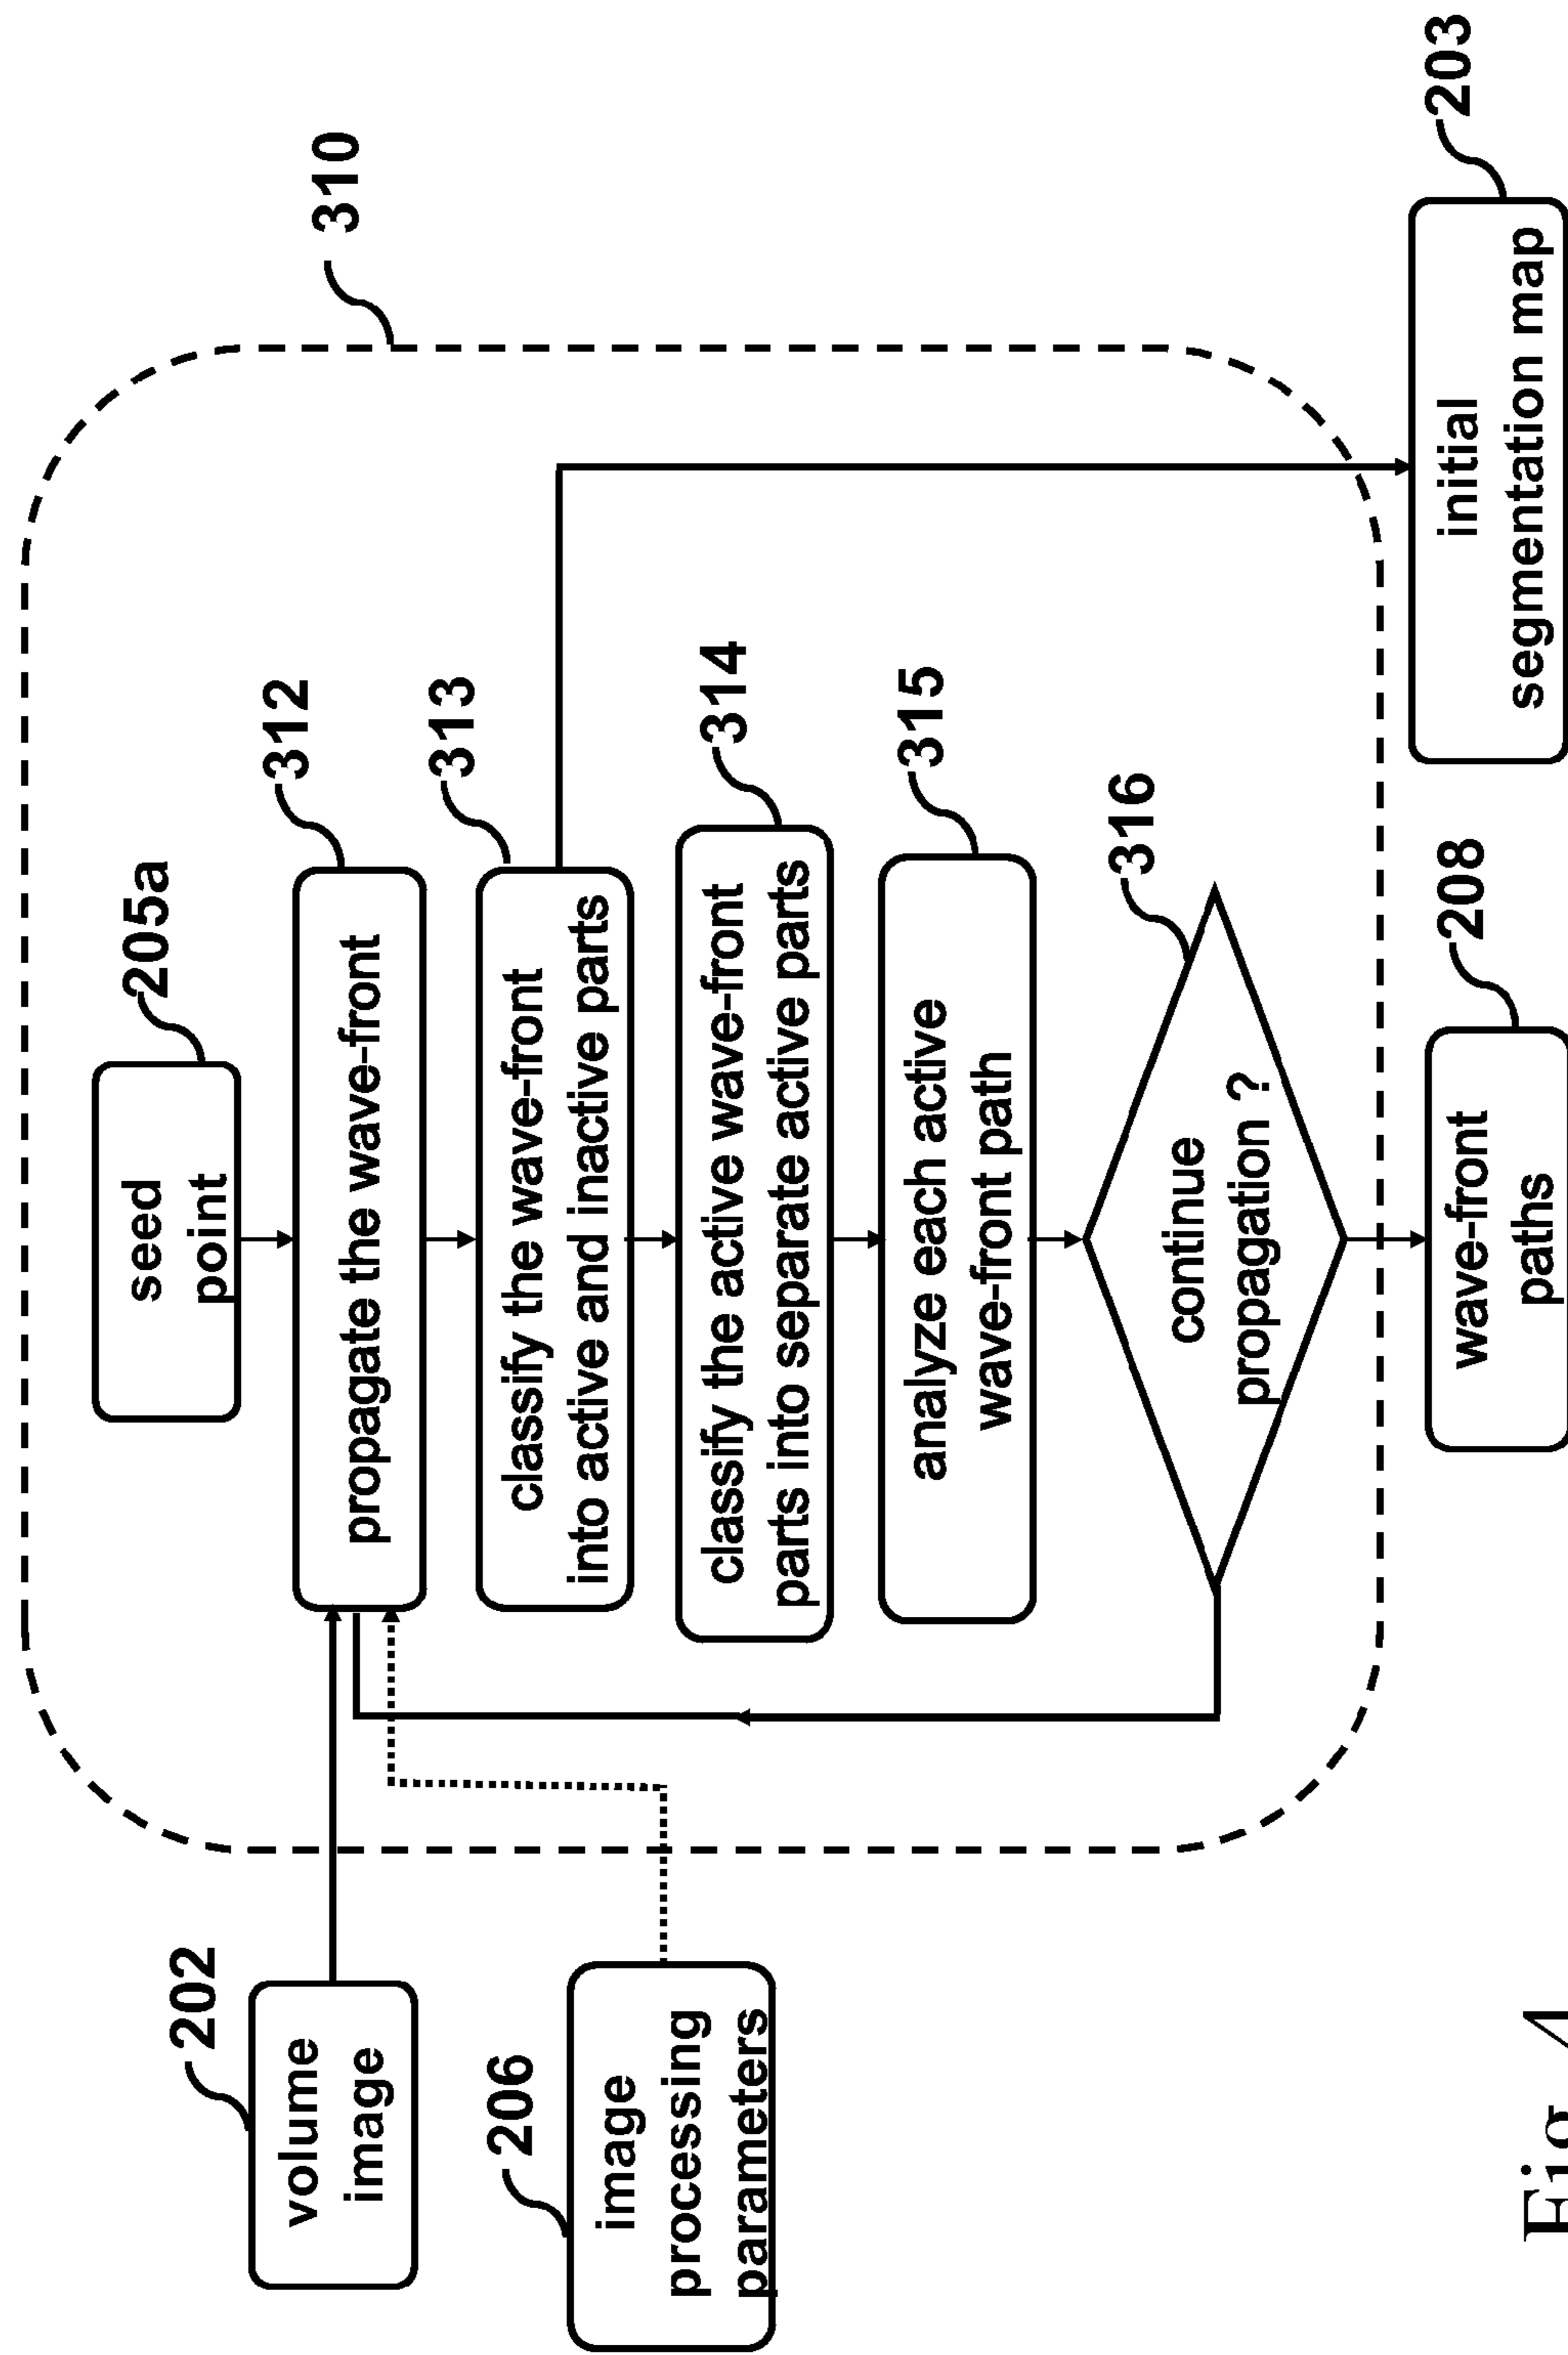 310
seed
point
205a
202
volume
image
propagate the wave-front
312
classify the wave-front
into active and inactive parts
313
206
image
processing
parameters
classify the active wave-front
parts into separate active parts
314
analyze each active
wave-front path
315
continue
propagation ?
316
wave-front
paths
208
initial
segmentation map
203
Fig. 4